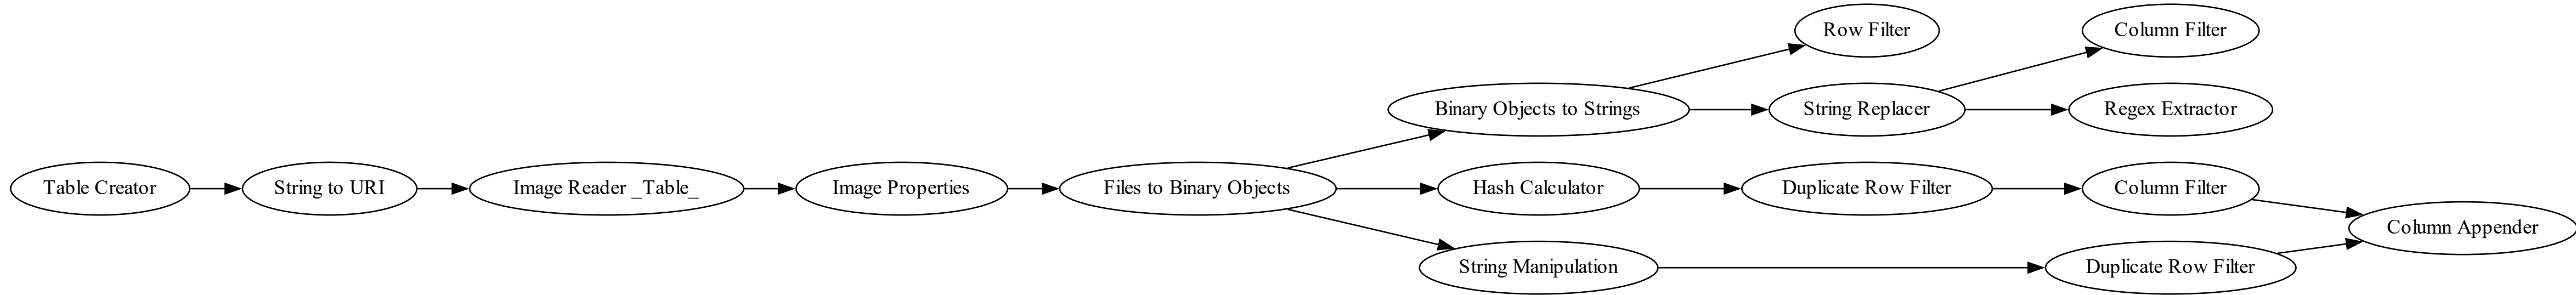 Table Creator
String to URI
Image Reader _Table_
Image Properties
Files to Binary Objects
Binary Objects to Strings
Row Filter
String Replacer
Column Filter
Regex Extractor
Hash Calculator
Duplicate Row Filter
Column Filter
String Manipulation
Duplicate Row Filter
Column Appender